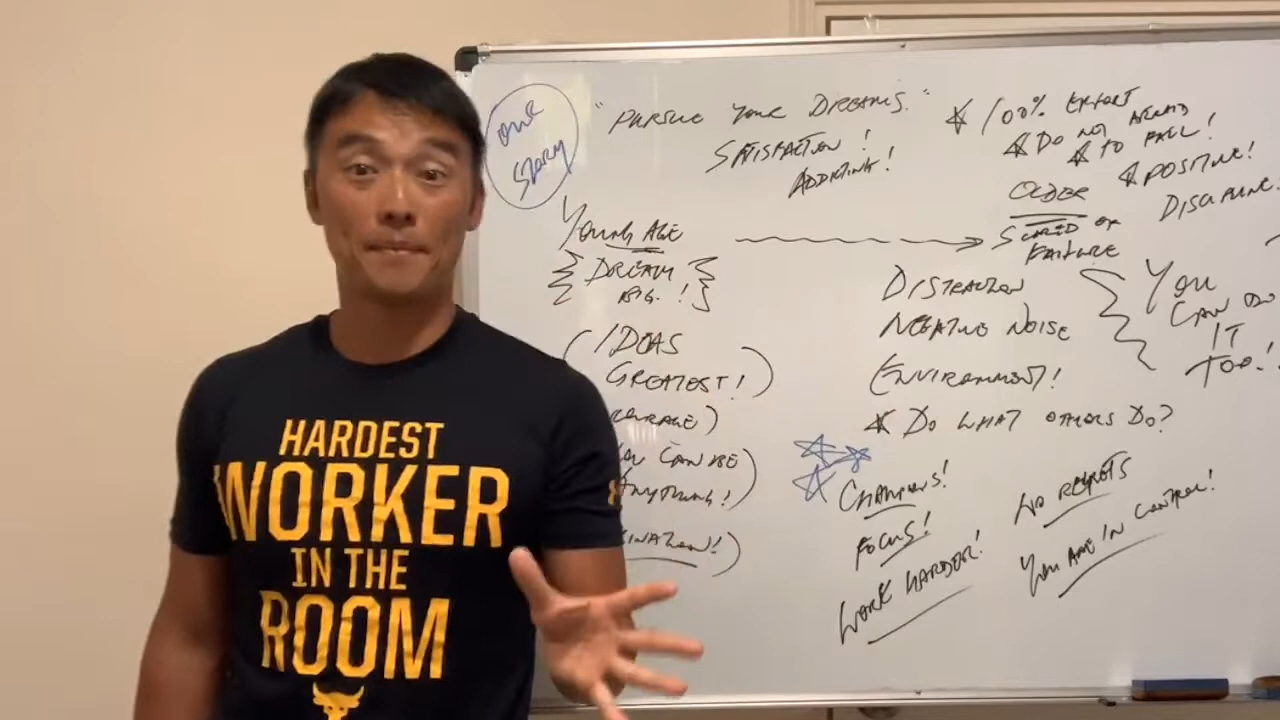 HARDEST
WORKER
IN THE
ROOM
OUR
STORY
"PURSUE YOUR DREAMS."
SATISFACTION!
ADDICTING!
YOUNG AGE
DREAM
BIG!
(IDEAS
GREATEST!)
YOU CAN BE
ANYTHING!)
100% EFFORT
DO NOT AFRAID
TO FAIL!
POSITIVE!
DISCIPLINE.
OLDER
SCARED OF
FAILURE
DISTRACTION
NEGATIVE NOISE
ENVIRONMENT!
DO WHAT OTHERS DO?
YOU
CAN DO
IT
TOO!
CHAMPIONS!
FOCUS!
WORK HARDER!
NO REGRETS
YOU ARE IN CONTROL!